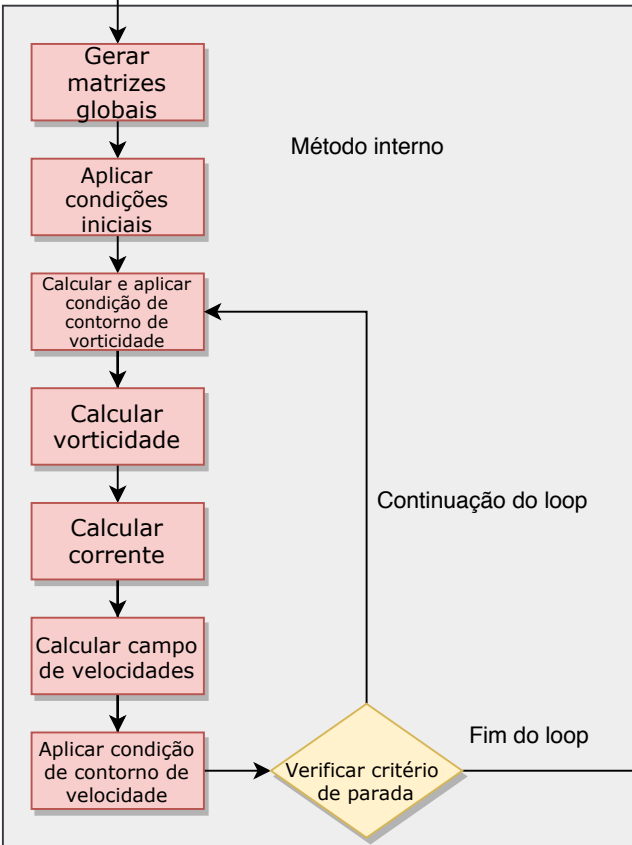 Gerar
matrizes
globais
Método interno
Aplicar
condições
iniciais
Calcular e aplicar
condição de
contorno de
vorticidade
Calcular
vorticidade
Continuação do loop
Calcular
corrente
Calcular campo
de velocidades
Aplicar condição
de contorno de
velocidade
Verificar critério
de parada
Fim do loop